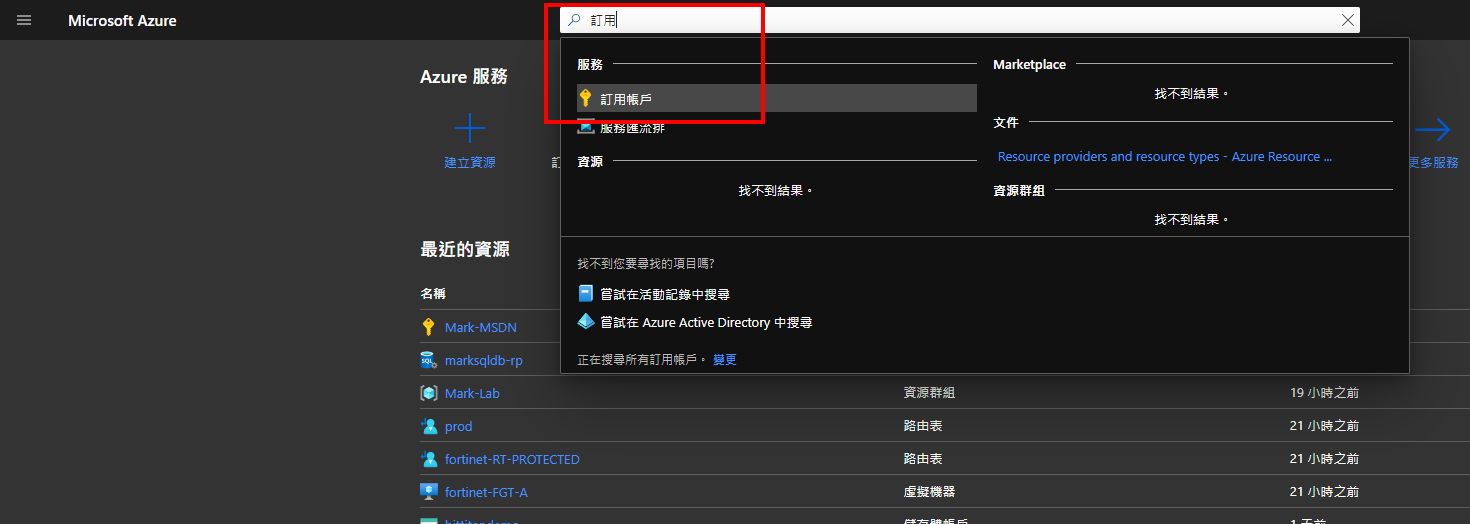 Microsoft Azure
訂用
Azure 服務
建立資源
訂
更多服務
服務
訂用帳戶
服務匯流排
資源
找不到結果。
Marketplace
找不到結果。
文件
Resource providers and resource types - Azure Resource ...
資源群組
找不到結果。
找不到您要尋找的項目嗎?
嘗試在活動記錄中搜尋
嘗試在 Azure Active Directory 中搜尋
正在搜尋所有訂用帳戶。 變更
最近的資源
名稱
Mark-MSDN
marksqldb-rp
Mark-Lab 資源群組 19 小時之前
prod 路由表 21 小時之前
fortinet-RT-PROTECTED 路由表 21 小時之前
fortinet-FGT-A 虛擬機器 21 小時之前
儲存體帳戶 1 天前